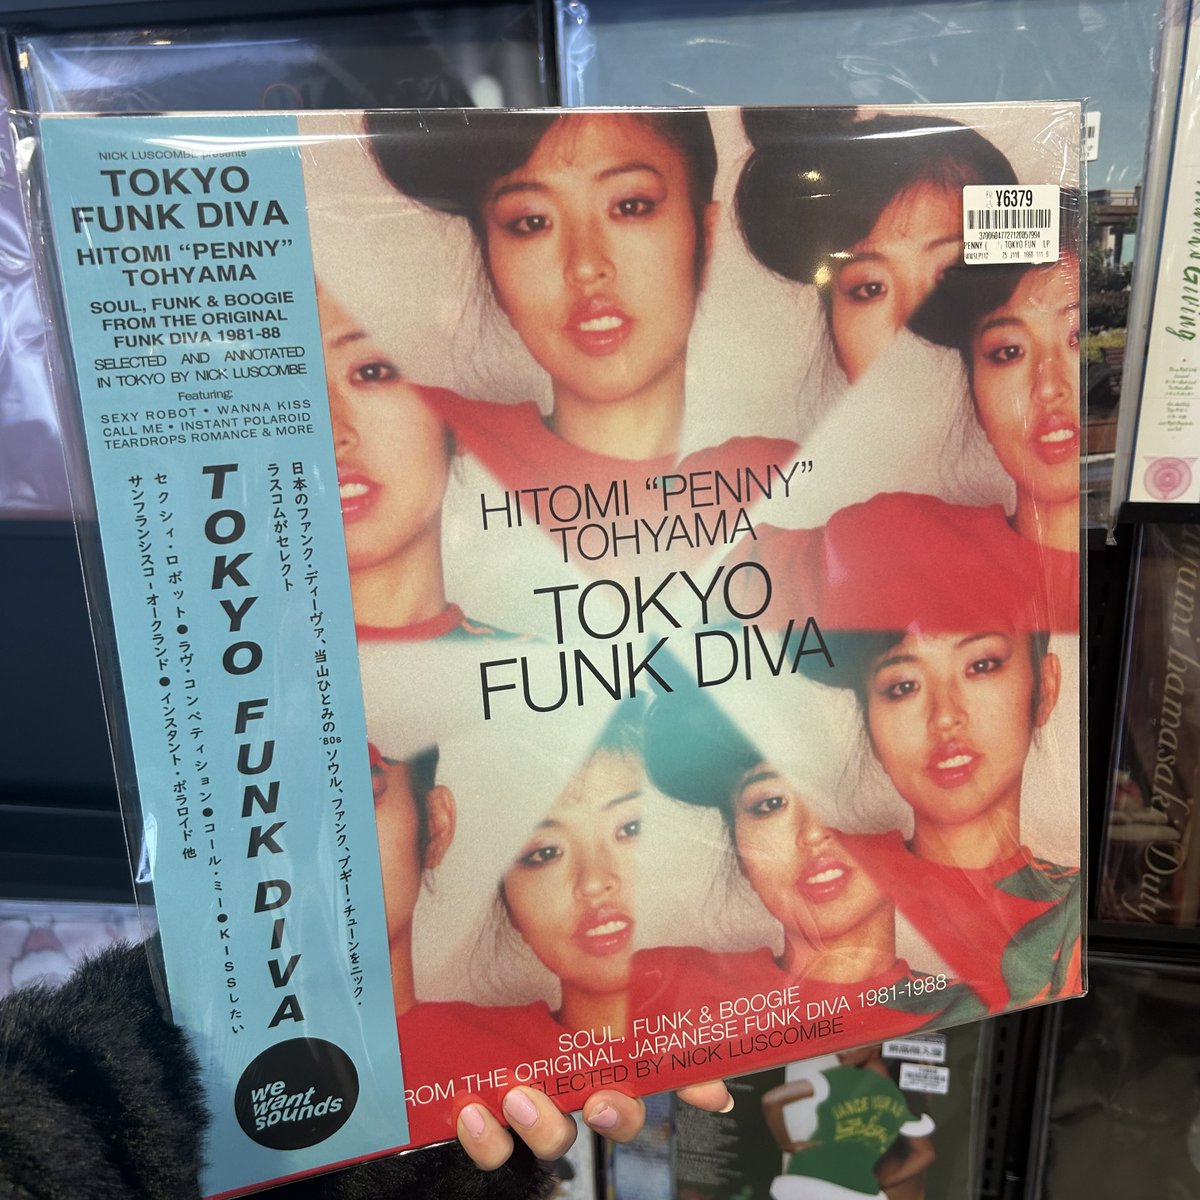 NICK LUSCOMBE presents
TOKYO
FUNK DIVA
HITOMI “PENNY”
TOHYAMA
SOUL, FUNK & BOOGIE
FROM THE ORIGINAL
FUNK DIVA 1981-88
SELECTED AND ANNOTATED
IN TOKYO BY NICK LUSCOMBE
Featuring:
SEXY ROBOT • WANNA KISS
CALL ME • INSTANT POLAROID
TEARDROPS ROMANCE & MORE
日本のファンク・ディーヴァ、当山ひとみの'80s ソウル、ファンク、ブギー・チューンをニック・
ラスコムがセレクト
TOKYO FUNK DIVA
セクシィ・ロボット●ラヴ・コンペティション●コール・ミー●KISSしたい
サンフランシスコ-オークランド●インスタント・ポラロイド 他
we
want
sounds
HITOMI “PENNY”
TOHYAMA
TOKYO
FUNK DIVA
SOUL, FUNK & BOOGIE
ROM THE ORIGINAL JAPANESE FUNK DIVA 1981-1988
ELECTED BY NICK LUSCOMBE
¥6379
PENNY ( TOKYO FUN LP
Giving
Duty